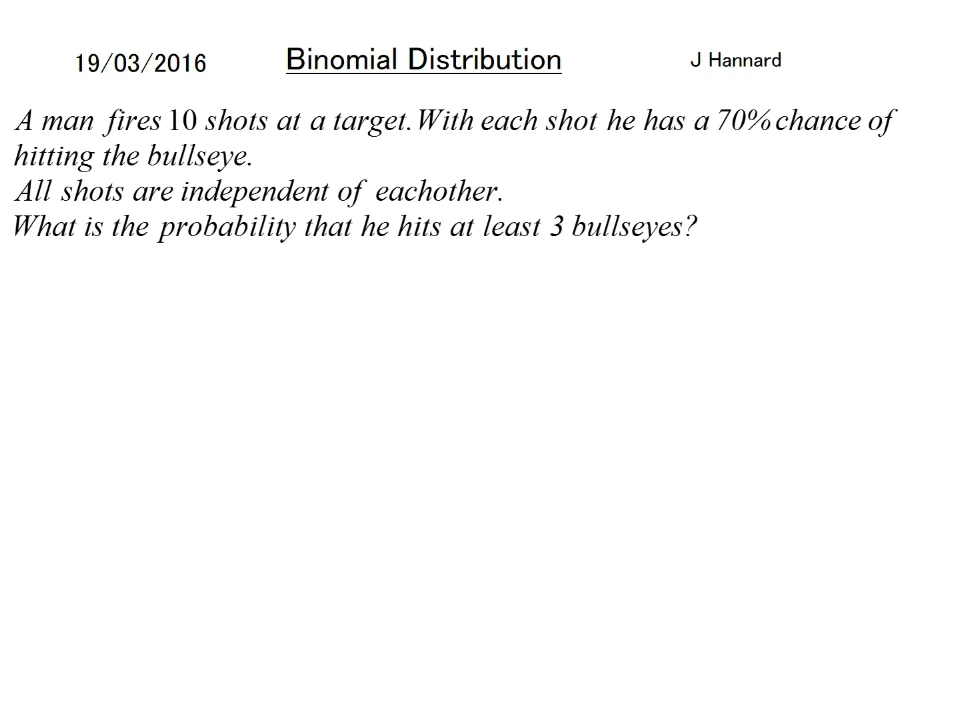 19/03/2016 Binomial Distribution J Hannard
A man fires 10 shots at a target. With each shot he has a 70% chance of
hitting the bullseye.
All shots are independent of eachother.
What is the probability that he hits at least 3 bullseyes?